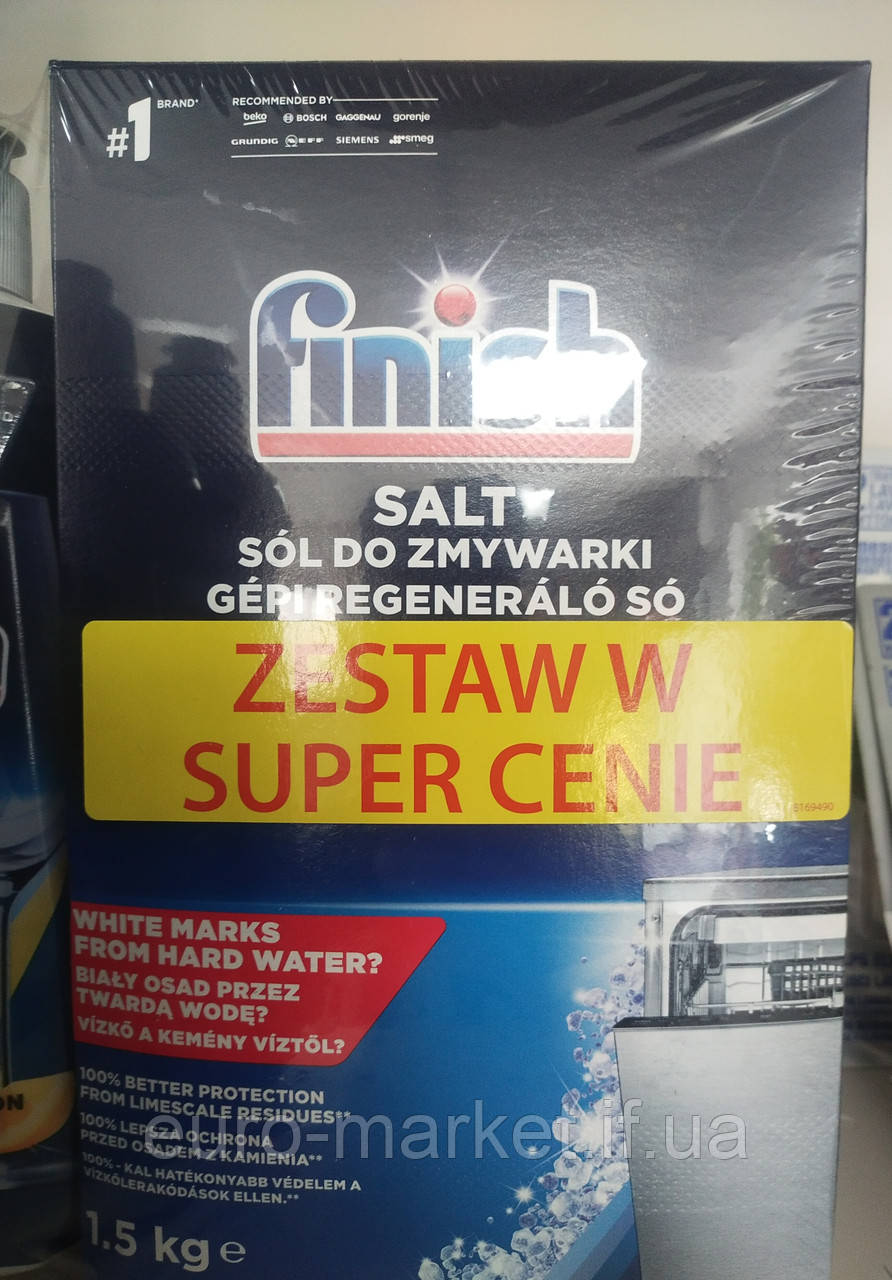 #1 BRAND*
RECOMMENDED BY
beko BOSCH GAGGENAU gorenje
GRUNDIG NEFF SIEMENS smeg
finish
SALT
SÓL DO ZMYWARKI
GÉPI REGENERÁLÓ SÓ
ZESTAW W
SUPER CENIE
8169490
WHITE MARKS
FROM HARD WATER?
BIAŁY OSAD PRZEZ
TWARDĄ WODĘ?
VÍZKŐ A KEMÉNY VÍZTŐL?
100% BETTER PROTECTION
FROM LIMESCALE RESIDUES**
100% LEPSZA OCHRONA
PRZED OSADEM Z KAMIENIA**
100% - KAL HATÉKONYABB VÉDELEM A
VÍZKŐLERAKÓDÁSOK ELLEN.**
euro-market.if.ua
1.5 kg e
ON